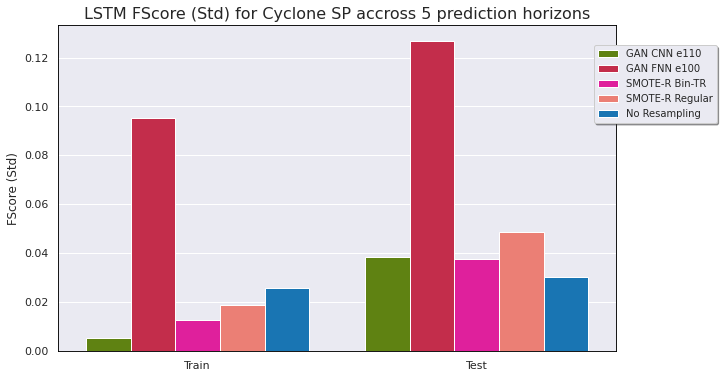 LSTM FScore (Std) for Cyclone SP accross 5 prediction horizons
GAN CNN e110
GAN FNN e100
SMOTE-R Bin-TR
SMOTE-R Regular
No Resampling
FScore (Std)
0.12
0.10
0.08
0.06
0.04
0.02
0.00
Train
Test